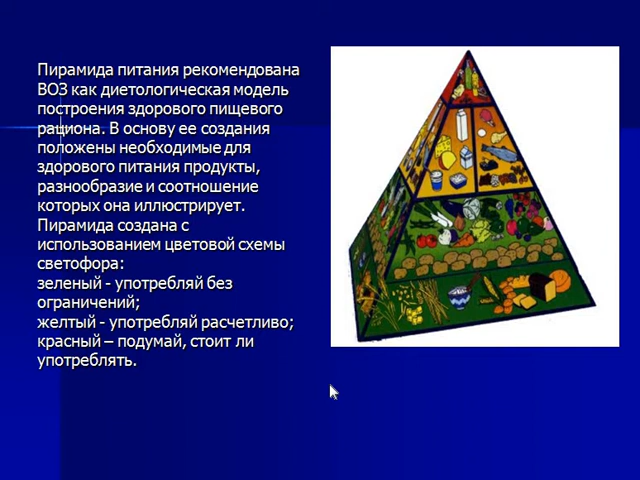 Пирамида питания рекомендована
ВОЗ как диетологическая модель
построения здорового пищевого
рациона. В основу ее создания
положены необходимые для
здорового питания продукты,
разнообразие и соотношение
которых она иллюстрирует.
Пирамида создана с
использованием цветовой схемы
светофора:
зеленый - употребляй без
ограничений;
желтый - употребляй расчетливо;
красный – подумай, стоит ли
употреблять.